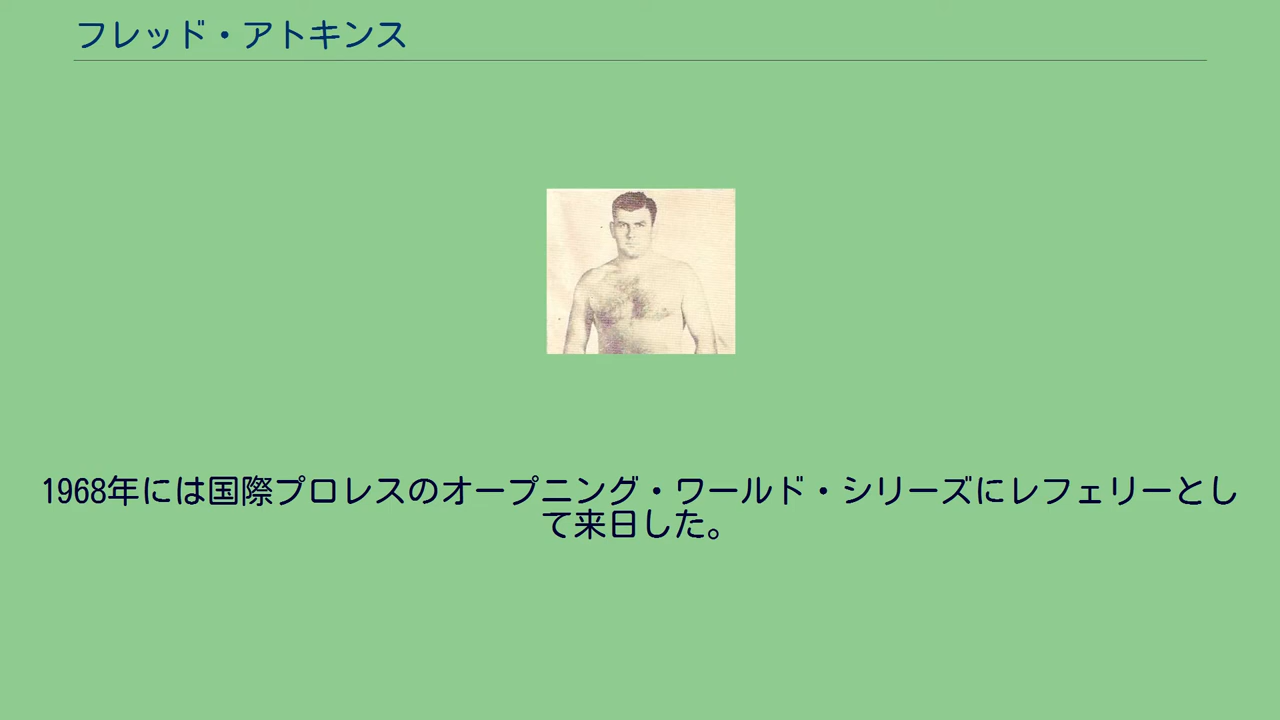 フレッド・アトキンス
1968年には国際プロレスのオープニング・ワールド・シリーズにレフェリーとし
て来日した。